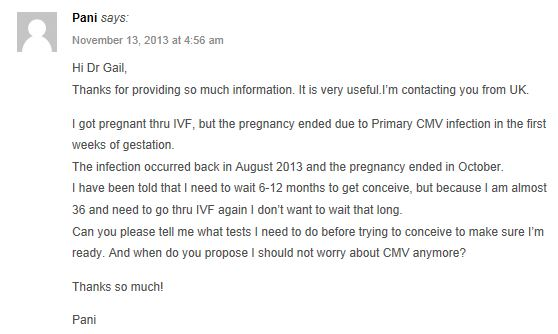 Pani says:
November 13, 2013 at 4:56 am
Hi Dr Gail,
Thanks for providing so much information. It is very useful.I'm contacting you from UK.
I got pregnant thru IVF, but the pregnancy ended due to Primary CMV infection in the first
weeks of gestation.
The infection occurred back in August 2013 and the pregnancy ended in October.
I have been told that I need to wait 6-12 months to get conceive, but because I am almost
36 and need to go thru IVF again I don't want to wait that long.
Can you please tell me what tests I need to do before trying to conceive to make sure I'm
ready. And when do you propose I should not worry about CMV anymore?
Thanks so much!
Pani